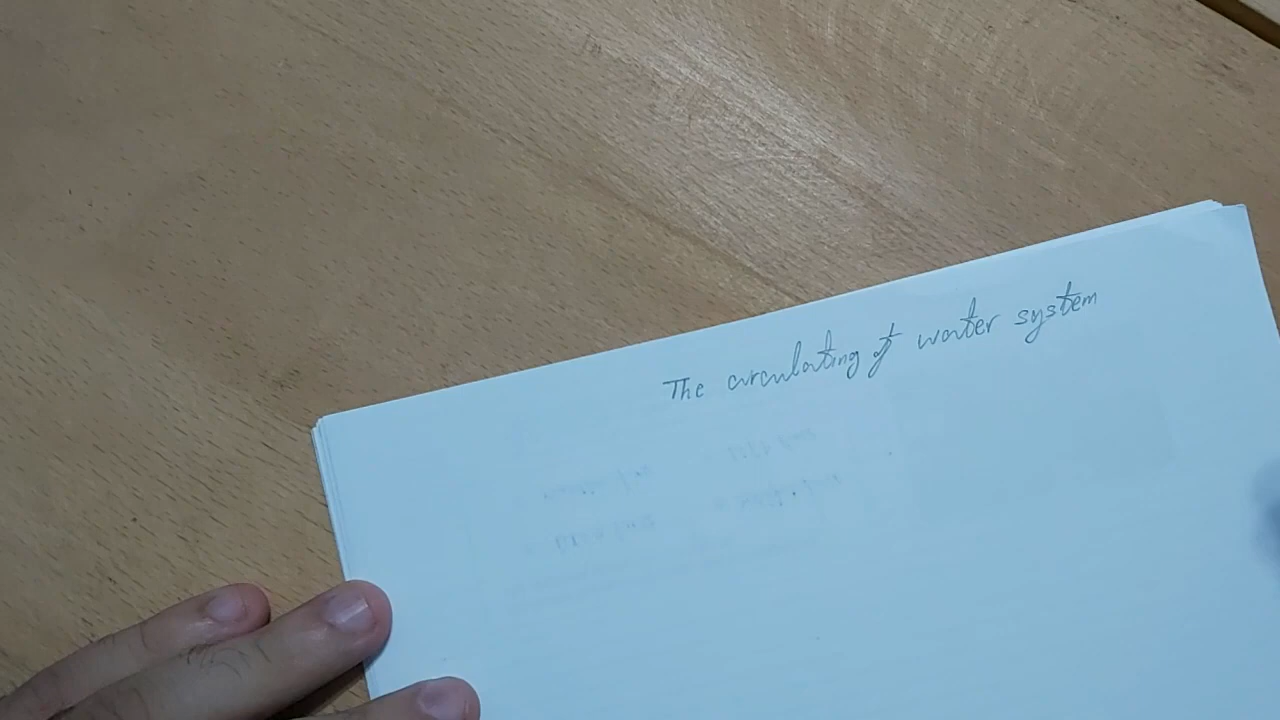 The circulating of water system